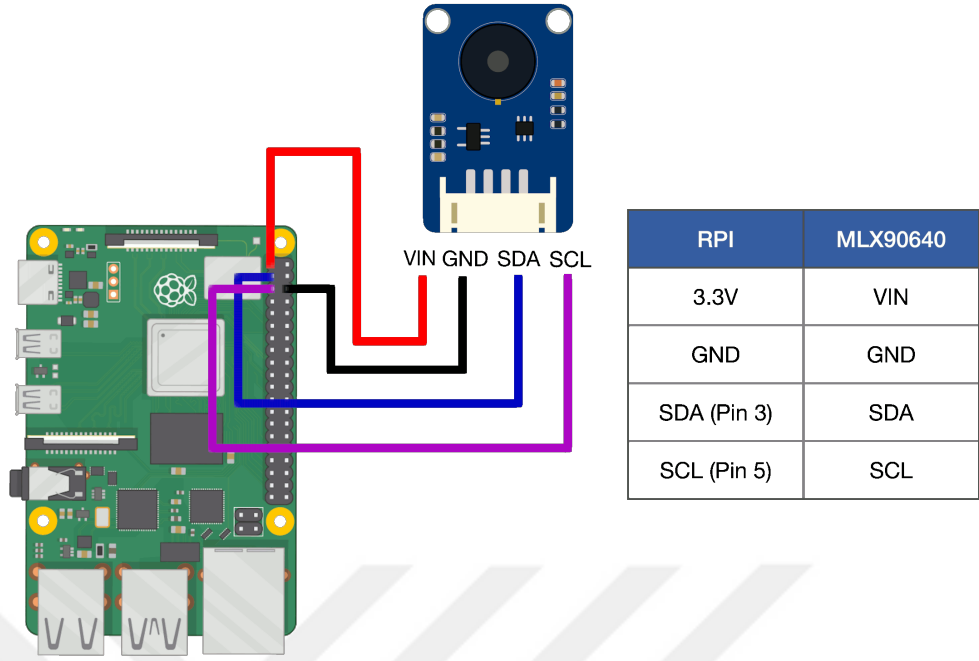 VIN GND SDA SCL
RPI MLX90640
3.3V VIN
GND GND
SDA (Pin 3) SDA
SCL (Pin 5) SCL